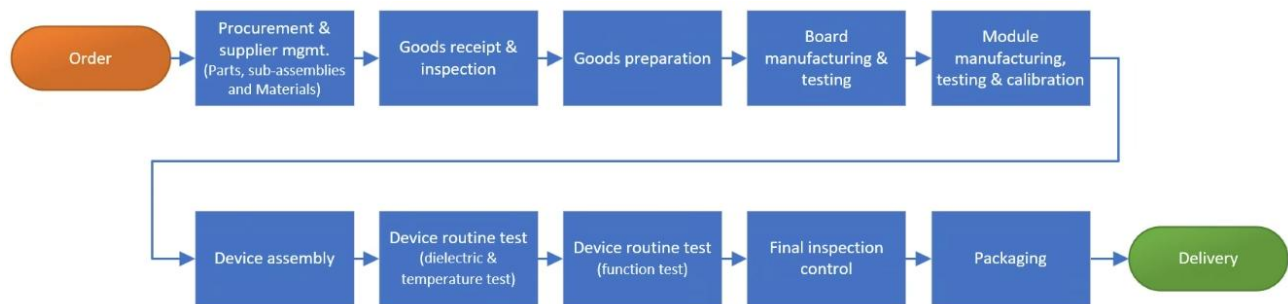 Order
Procurement &
supplier mgmt.
(Parts, sub-assemblies
and Materials)
Goods receipt &
inspection
Goods preparation
Board
manufacturing &
testing
Module
manufacturing,
testing & calibration
Device assembly
Device routine test
(dielectric &
temperature test)
Device routine test
(function test)
Final inspection
control
Packaging
Delivery